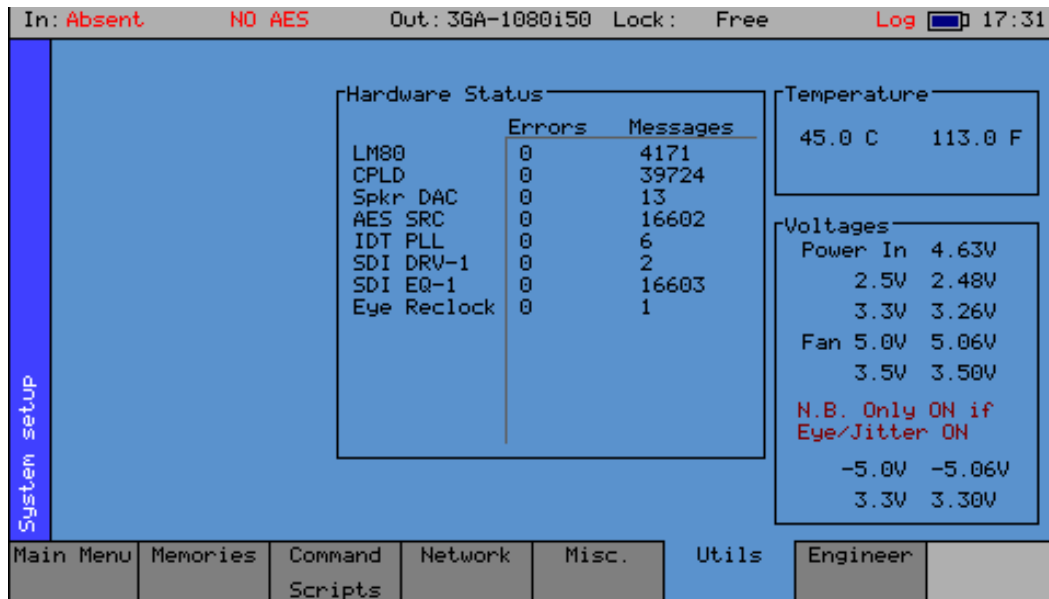 In: Absent NO AES Out: 3GA-1080i50 Lock: Free Log 17:31
System setup
Hardware Status
Errors Messages
LM80 0 4171
CPLD 0 39724
Spkr DAC 0 13
AES SRC 0 16602
IDT PLL 0 6
SDI DRV-1 0 2
SDI EQ-1 0 16603
Eye Reclock 0 1
Temperature
45.0 C 113.0 F
Voltages
Power In 4.63V
2.5V 2.48V
3.3V 3.26V
Fan 5.0V 5.06V
3.5V 3.50V
N.B. Only ON if
Eye/Jitter ON
-5.0V -5.06V
3.3V 3.30V
Main Menu Memories Command Network Misc. Utils Engineer
Scripts